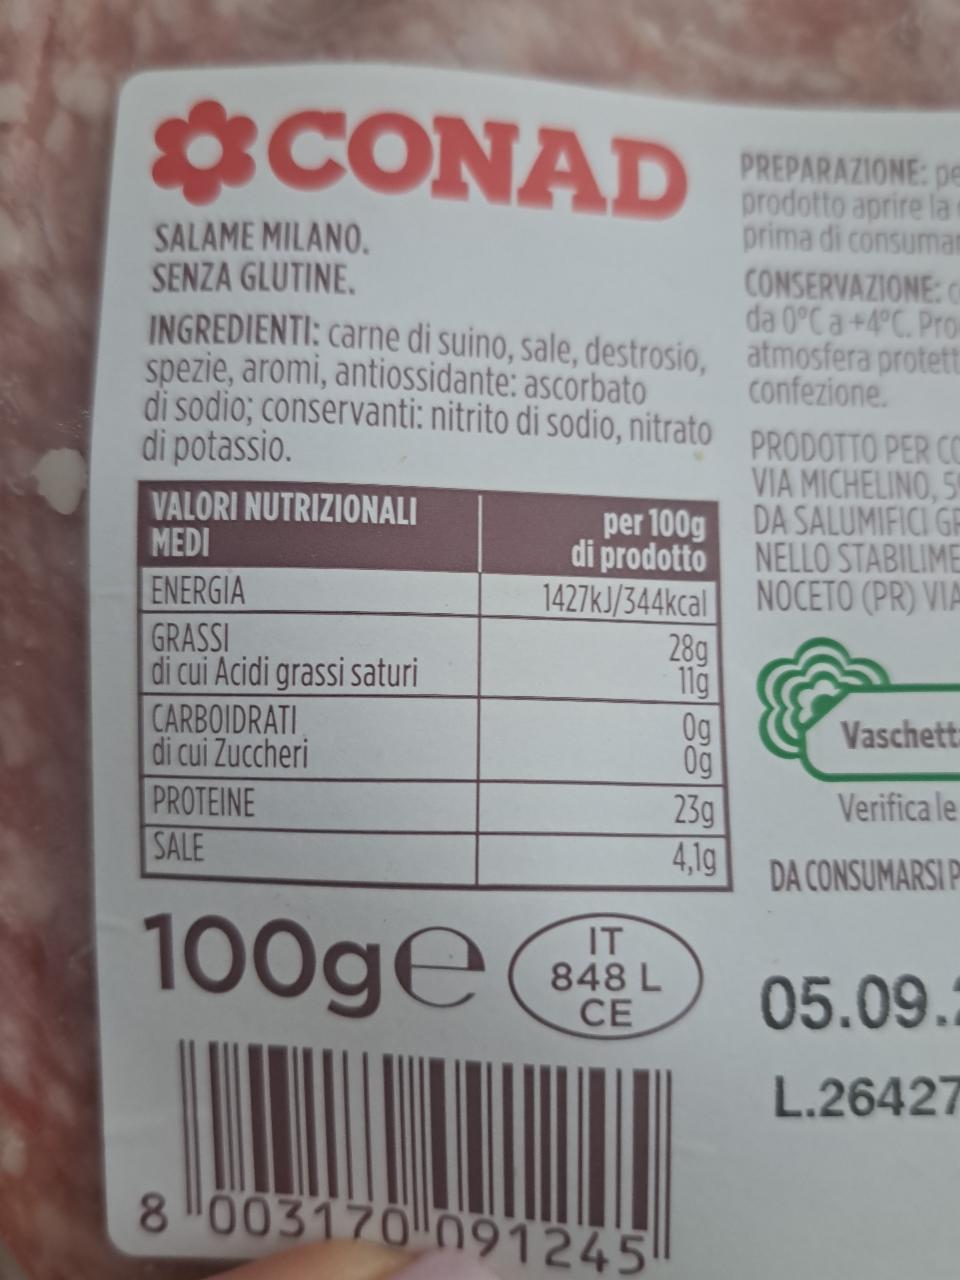 CONAD
SALAME MILANO.
SENZA GLUTINE.
INGREDIENTI: carne di suino, sale, destrosio,
spezie, aromi, antiossidante: ascorbato
di sodio; conservanti: nitrito di sodio, nitrato
di potassio.
VALORI NUTRIZIONALI
MEDI
per 100g
di prodotto
ENERGIA 1427kJ/344kcal
GRASSI 28g
di cui Acidi grassi saturi 11g
CARBOIDRATI 0g
di cui Zuccheri 0g
PROTEINE 23g
SALE 4,1g
100g e
IT
848 L
CE
8 003170 091245
PREPARAZIONE:
prodotto aprire la
prima di
CONSERVAZIONE:
da 0°C a +4°C.
atmosfera
confezione.
PRODOTTO PER
VIA MICHELINO,
DA SALUMIFICI
NELLO
NOCETO (PR) VIA
Verifica le
DA CONSUMARSI
05.09.
L.26427